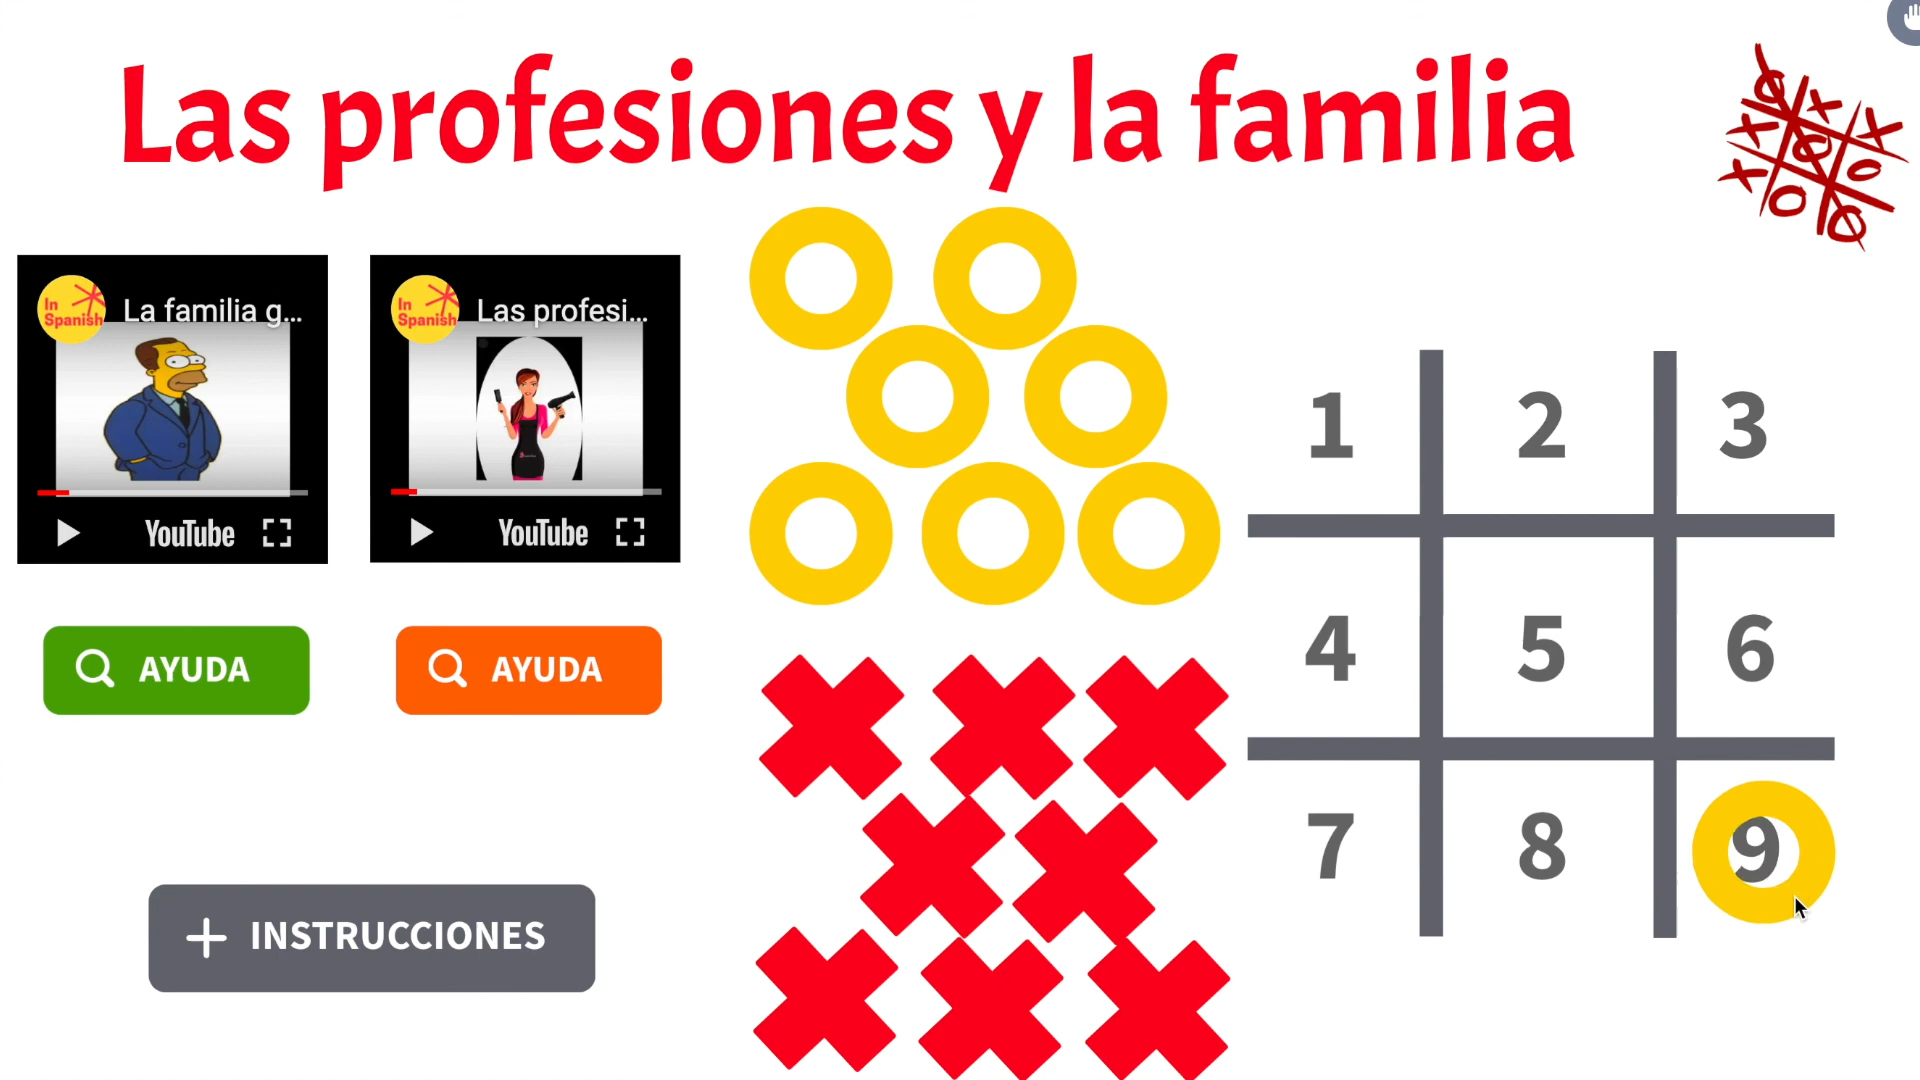 Las profesiones y la familia
In Spanish
La familia g...
YouTube
In Spanish
Las profesi...
YouTube
AYUDA
AYUDA
INSTRUCCIONES
1 2 3
4 5 6
7 8 9